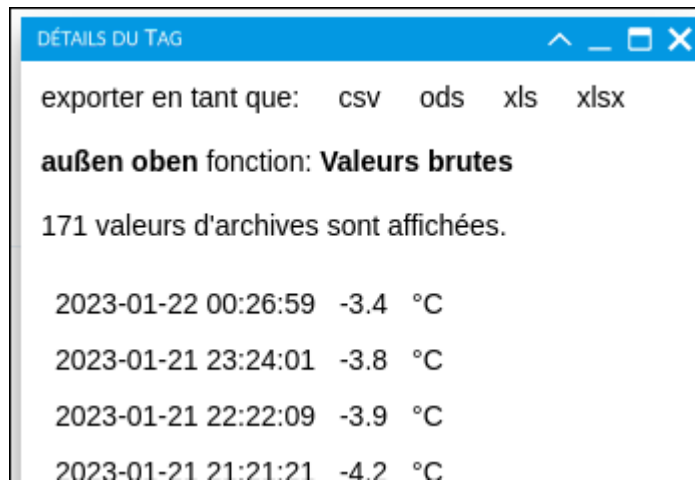 DÉTAILS DU TAG
exporter en tant que: csv ods xls xlsx
außen oben fonction: Valeurs brutes
171 valeurs d'archives sont affichées.
2023-01-22 00:26:59 -3.4 °C
2023-01-21 23:24:01 -3.8 °C
2023-01-21 22:22:09 -3.9 °C
2023-01-21 21:21:21 -4.2 °C